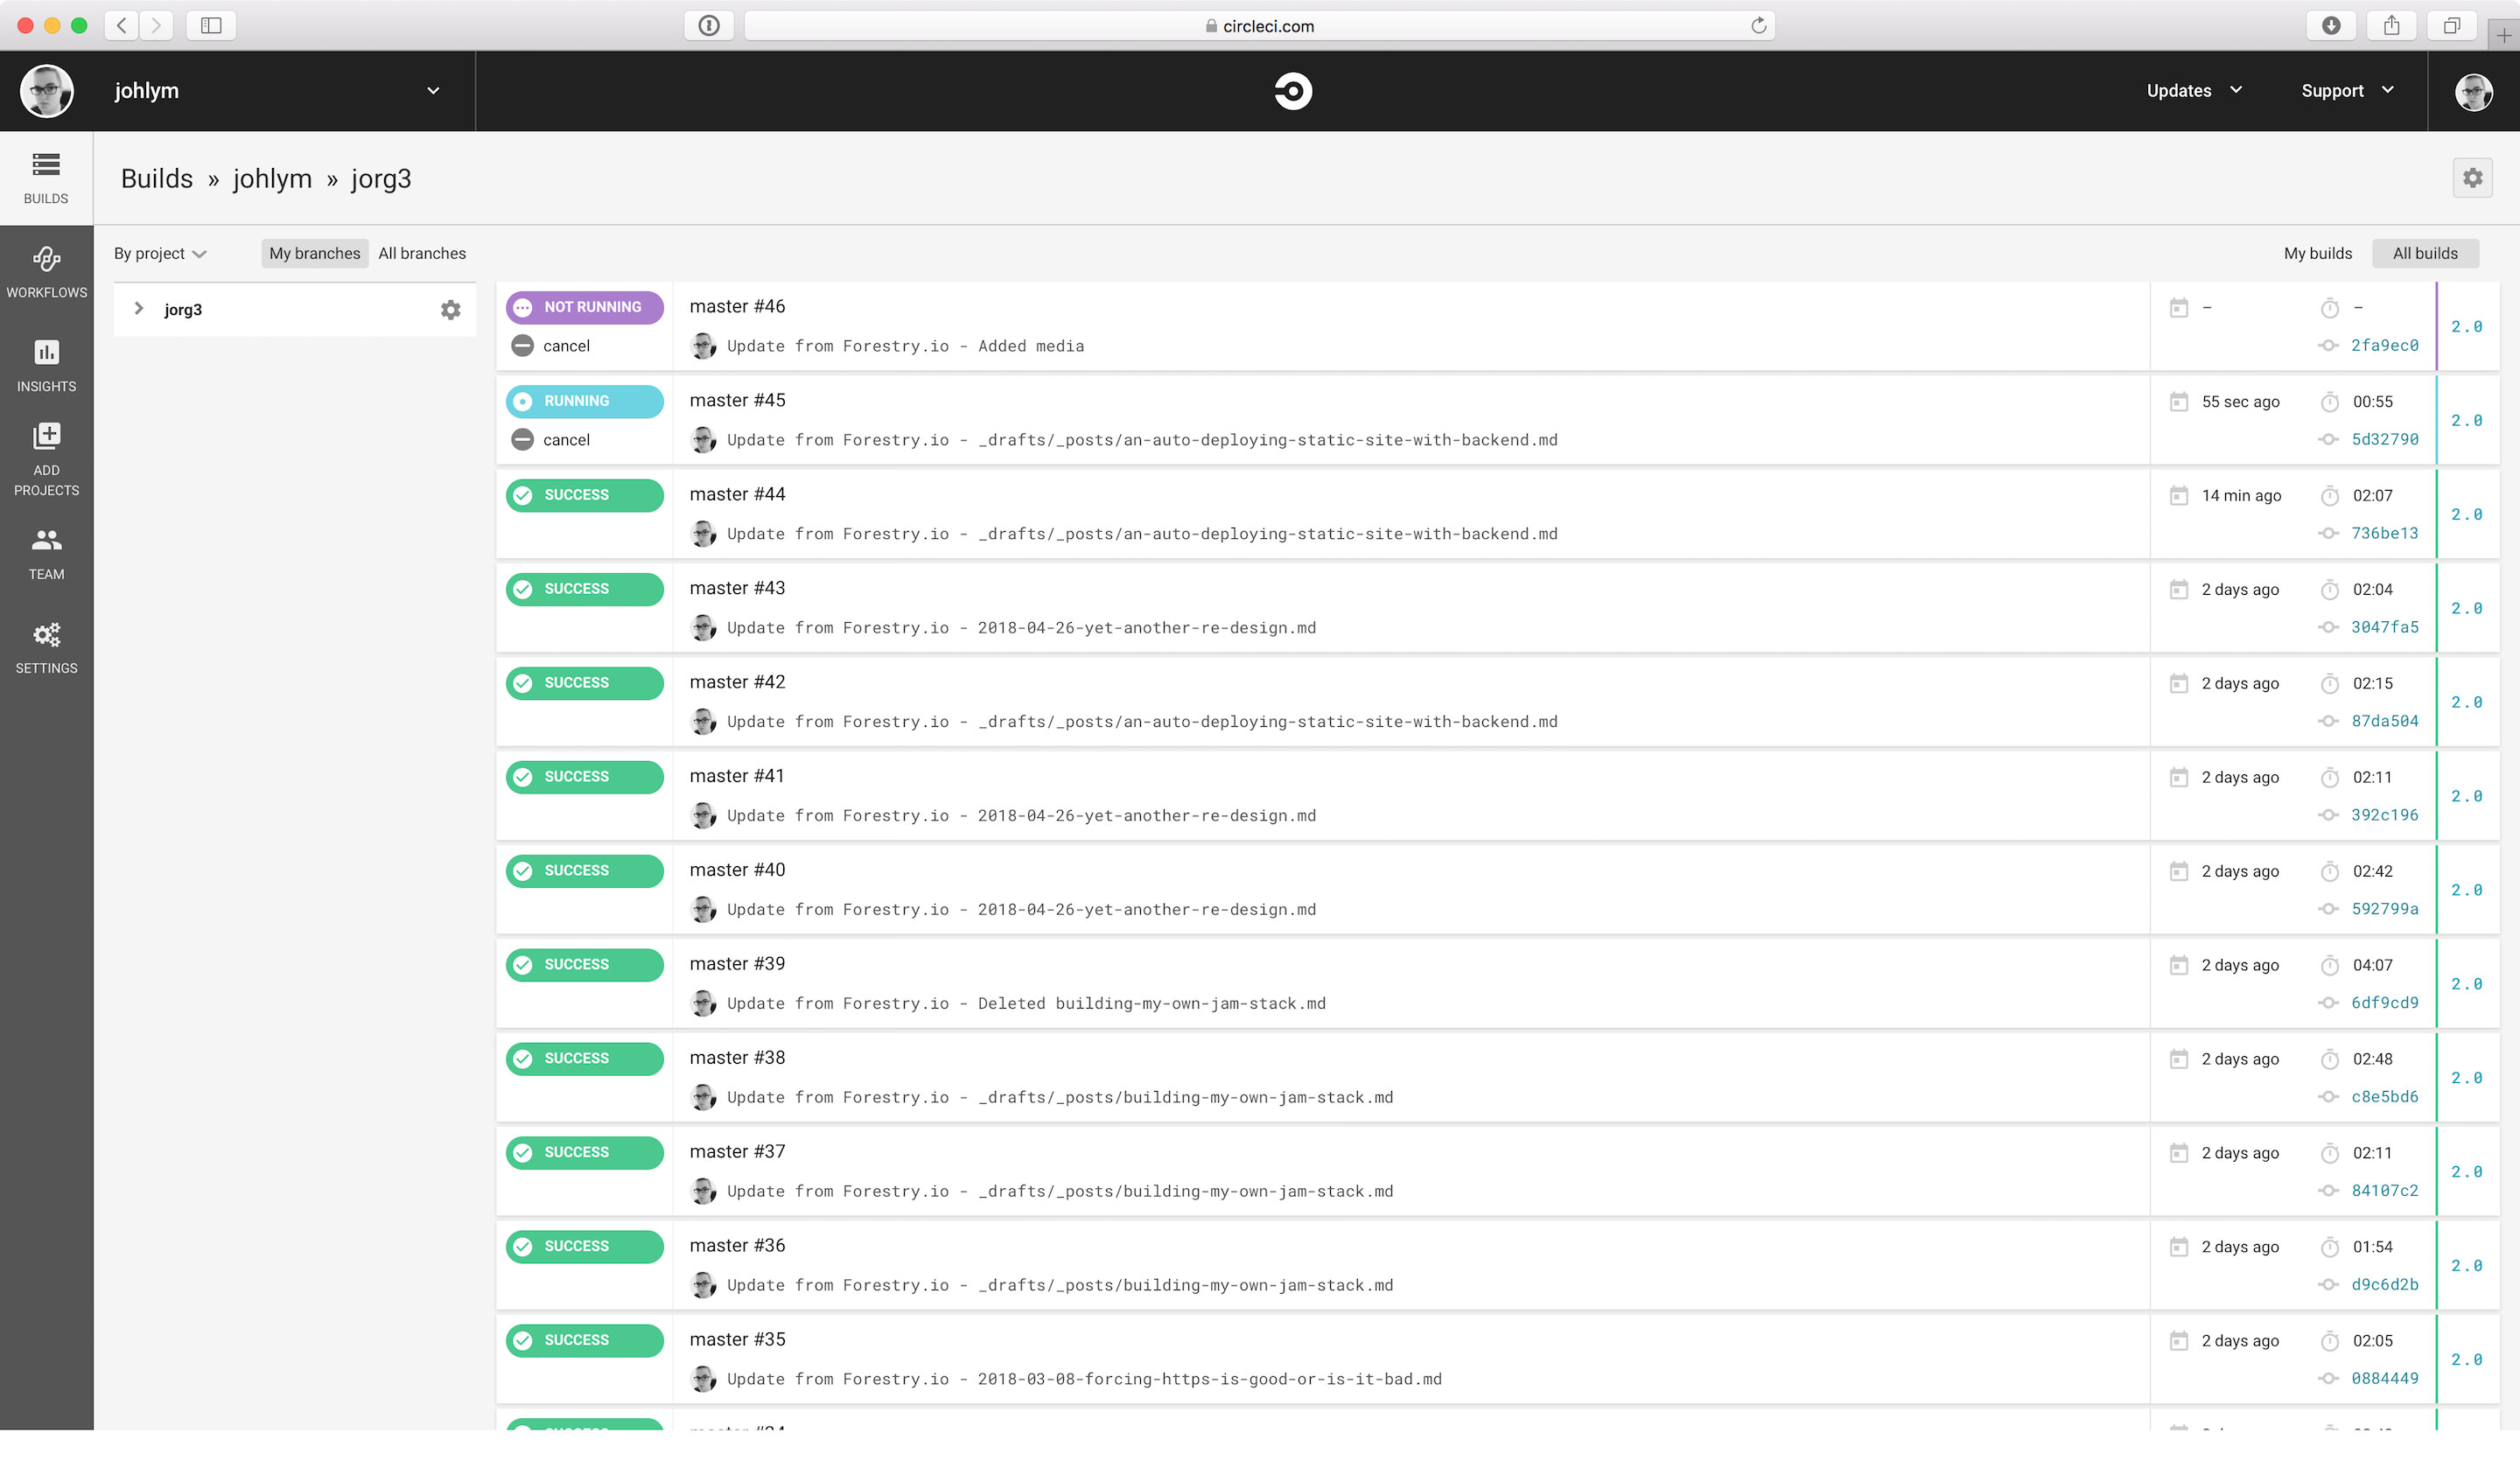 circleci.com
johlym
Updates
Support
BUILDS
Builds » johlym » jorg3
WORKFLOWS
INSIGHTS
ADD
PROJECTS
TEAM
SETTINGS
By project
My branches
All branches
My builds
All builds
jorg3
NOT RUNNING
master #46
–
–
2.0
cancel
Update from Forestry.io - Added media
2fa9ec0
RUNNING
master #45
55 sec ago
00:55
2.0
cancel
Update from Forestry.io - _drafts/_posts/an-auto-deploying-static-site-with-backend.md
5d32790
SUCCESS
master #44
14 min ago
02:07
2.0
Update from Forestry.io - _drafts/_posts/an-auto-deploying-static-site-with-backend.md
736be13
SUCCESS
master #43
2 days ago
02:04
2.0
Update from Forestry.io - 2018-04-26-yet-another-re-design.md
3047fa5
SUCCESS
master #42
2 days ago
02:15
2.0
Update from Forestry.io - _drafts/_posts/an-auto-deploying-static-site-with-backend.md
87da504
SUCCESS
master #41
2 days ago
02:11
2.0
Update from Forestry.io - 2018-04-26-yet-another-re-design.md
392c196
SUCCESS
master #40
2 days ago
02:42
2.0
Update from Forestry.io - 2018-04-26-yet-another-re-design.md
592799a
SUCCESS
master #39
2 days ago
04:07
2.0
Update from Forestry.io - Deleted building-my-own-jam-stack.md
6df9cd9
SUCCESS
master #38
2 days ago
02:48
2.0
Update from Forestry.io - _drafts/_posts/building-my-own-jam-stack.md
c8e5bd6
SUCCESS
master #37
2 days ago
02:11
2.0
Update from Forestry.io - _drafts/_posts/building-my-own-jam-stack.md
84107c2
SUCCESS
master #36
2 days ago
01:54
2.0
Update from Forestry.io - _drafts/_posts/building-my-own-jam-stack.md
d9c6d2b
SUCCESS
master #35
2 days ago
02:05
2.0
Update from Forestry.io - 2018-03-08-forcing-https-is-good-or-is-it-bad.md
0884449